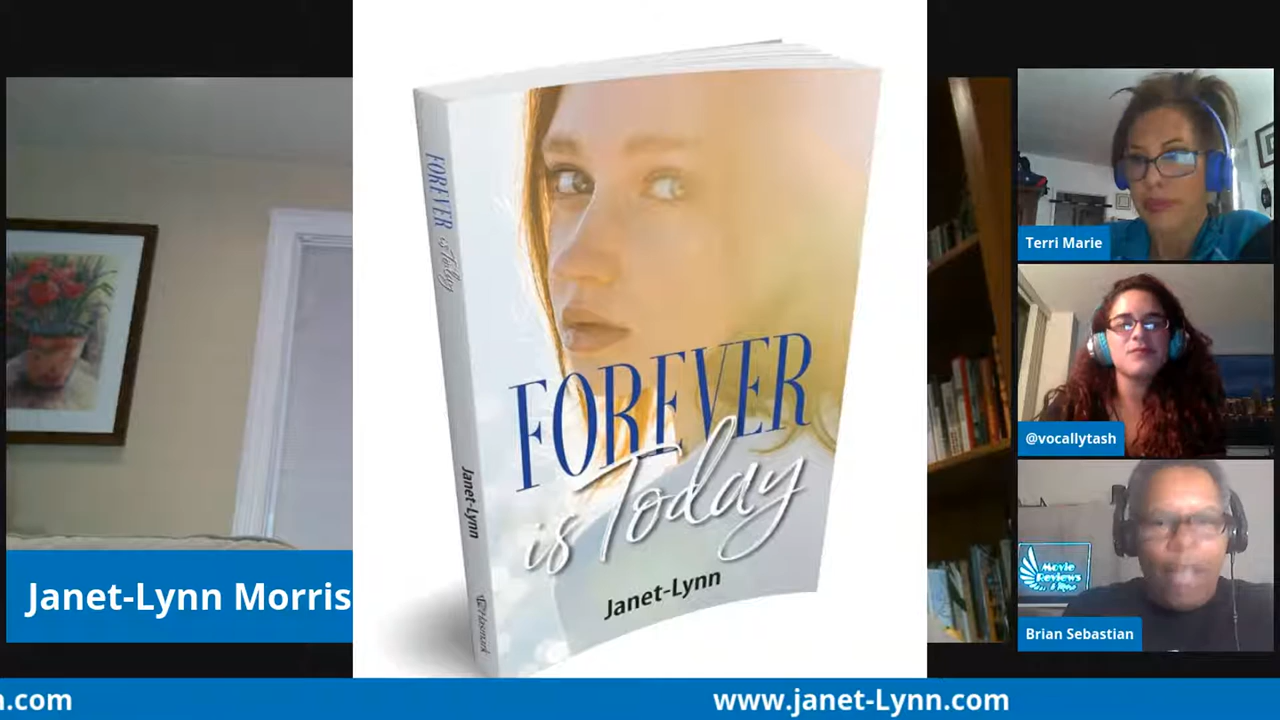 FOREVER
is Today
Janet-Lynn
FOREVER
is Today
Janet-Lynn
Janet-Lynn Morris
Terri Marie
@vocallytash
Movie
Reviews
Brian Sebastian
n.com
www.janet-Lynn.com